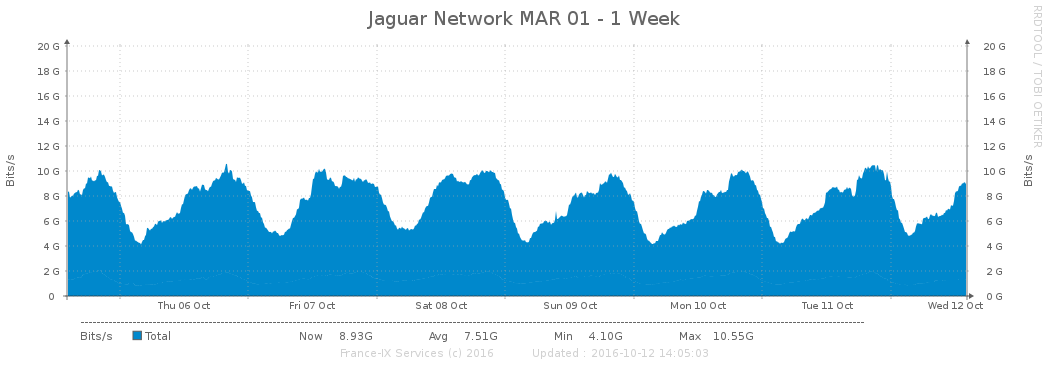 Jaguar Network MAR 01 - 1 Week
RRDTOOL / TOBI OETIKER
Bits/s
Bits/s
20 G 20 G
18 G 18 G
16 G 16 G
14 G 14 G
12 G 12 G
10 G 10 G
8 G 8 G
6 G 6 G
4 G 4 G
2 G 2 G
0 0 G
Thu 06 Oct Fri 07 Oct Sat 08 Oct Sun 09 Oct Mon 10 Oct Tue 11 Oct Wed 12 Oct
Bits/s Total Now 8.93G Avg 7.51G Min 4.10G Max 10.55G
France-IX Services (c) 2016 Updated : 2016-10-12 14:05:03